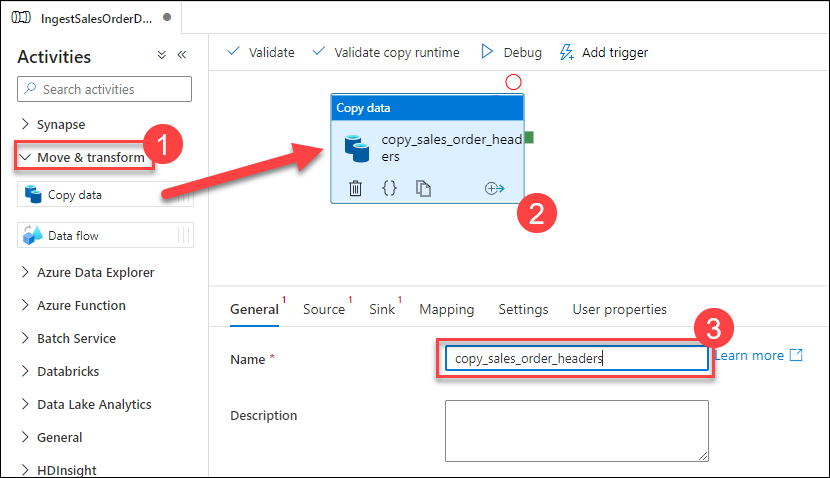 IngestSalesOrderD...
Activities
Search activities
Synapse
Move & transform
1
Copy data
Data flow
Azure Data Explorer
Azure Function
Batch Service
Databricks
Data Lake Analytics
General
HDInsight
Validate
Validate copy runtime
Debug
Add trigger
Copy data
copy_sales_order_head
ers
2
General 1
Source 1
Sink 1
Mapping
Settings
User properties
3
Name *
copy_sales_order_headers
Learn more
Description